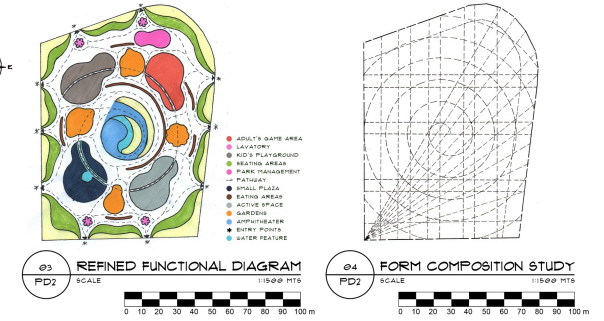 E
ADULT'S GAME AREA
LAVATORY
KID'S PLAYGROUND
SEATING AREAS
PARK MANAGEMENT
PATHWAY
SMALL PLAZA
EATING AREAS
ACTIVE SPACE
GARDENS
AMPHITHEATER
ENTRY POINTS
WATER FEATURE
03
PD2
REFINED FUNCTIONAL DIAGRAM
SCALE 1:1500 MTS
0 10 20 30 40 50 60 70 80 90 100 m
04
PD2
FORM COMPOSITION STUDY
SCALE 1:1500 MTS
0 10 20 30 40 50 60 70 80 90 100 m